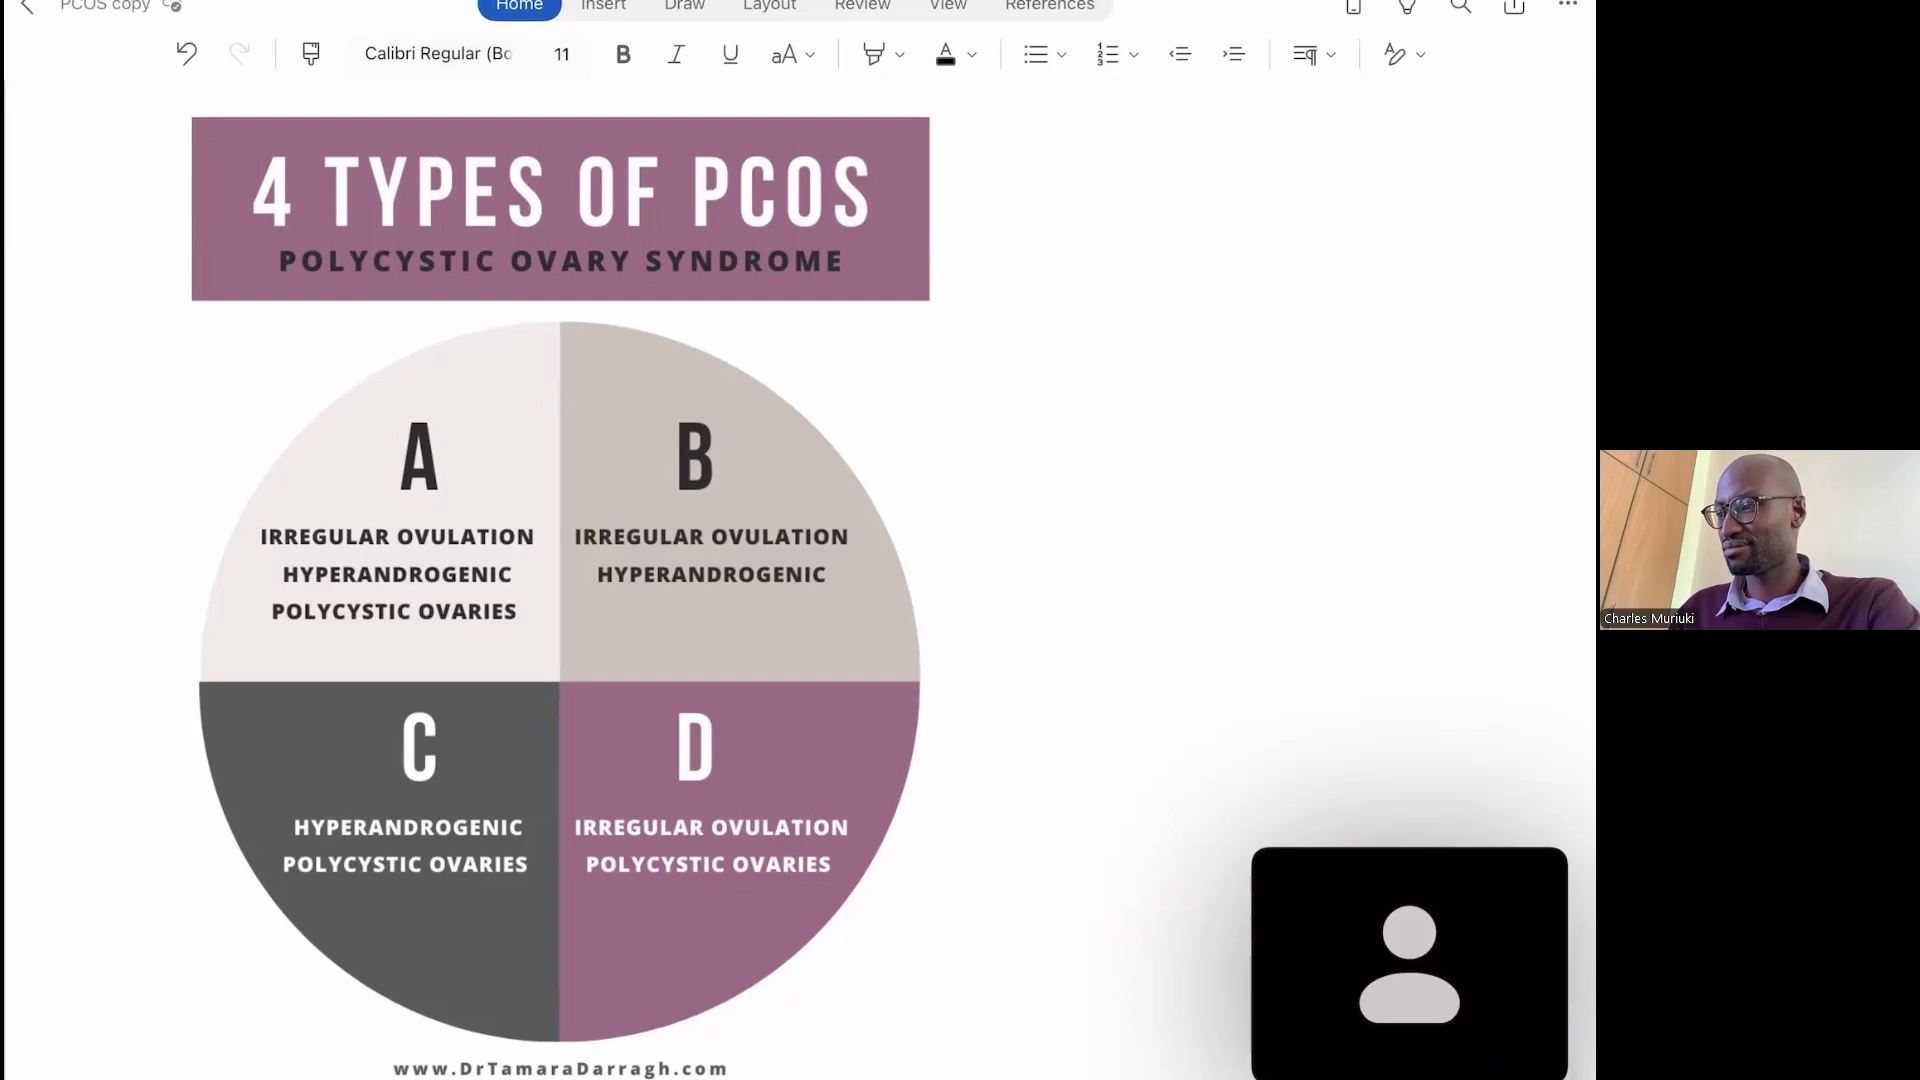 PCOS copy
Home Insert Draw Layout Review View References
Calibri Regular (Bo 11 B I U aA A
4 TYPES OF PCOS
POLYCYSTIC OVARY SYNDROME
A
IRREGULAR OVULATION
HYPERANDROGENIC
POLYCYSTIC OVARIES
B
IRREGULAR OVULATION
HYPERANDROGENIC
C
HYPERANDROGENIC
POLYCYSTIC OVARIES
D
IRREGULAR OVULATION
POLYCYSTIC OVARIES
www.DrTamaraDarragh.com
Charles Muriuki